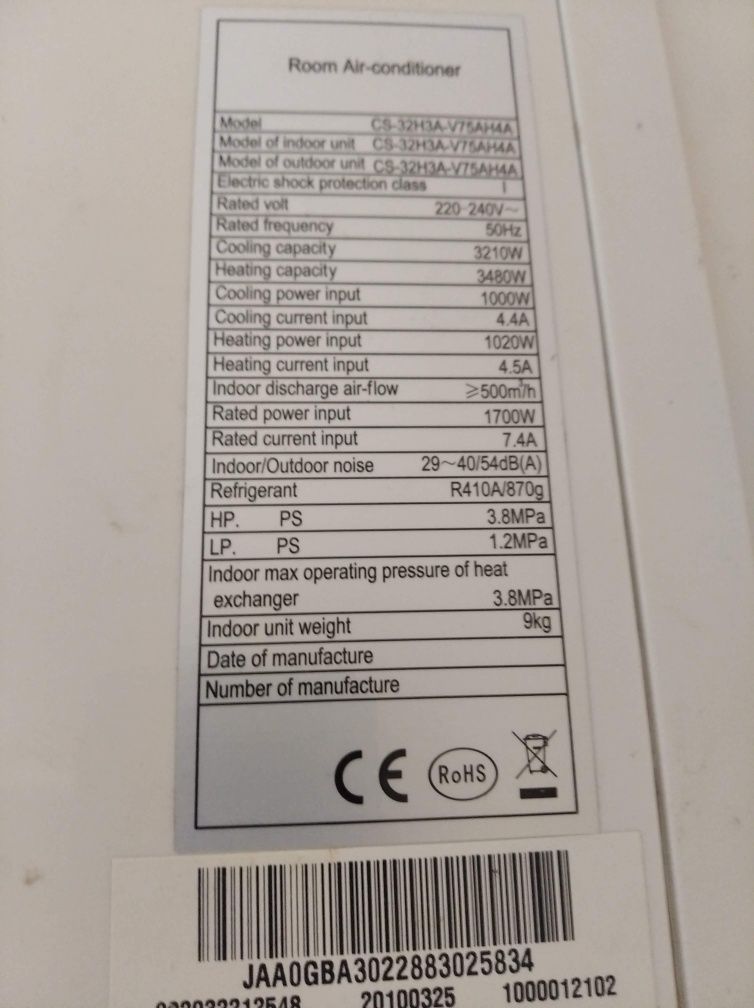 Room Air-conditioner
Model CS-32H3A-V75AH4A
Model of indoor unit CS-32H3A-V75AH4A
Model of outdoor unit CS-32H3A-V75AH4A
Electric shock protection class I
Rated volt 220-240V~
Rated frequency 50Hz
Cooling capacity 3210W
Heating capacity 3480W
Cooling power input 1000W
Cooling current input 4.4A
Heating power input 1020W
Heating current input 4.5A
Indoor discharge air-flow ≥500m³/h
Rated power input 1700W
Rated current input 7.4A
Indoor/Outdoor noise 29~40/54dB(A)
Refrigerant R410A/870g
HP. PS 3.8MPa
LP. PS 1.2MPa
Indoor max operating pressure of heat
exchanger 3.8MPa
Indoor unit weight 9kg
Date of manufacture
Number of manufacture
CE RoHS
JAA0GBA3022883025834
20100325 1000012102